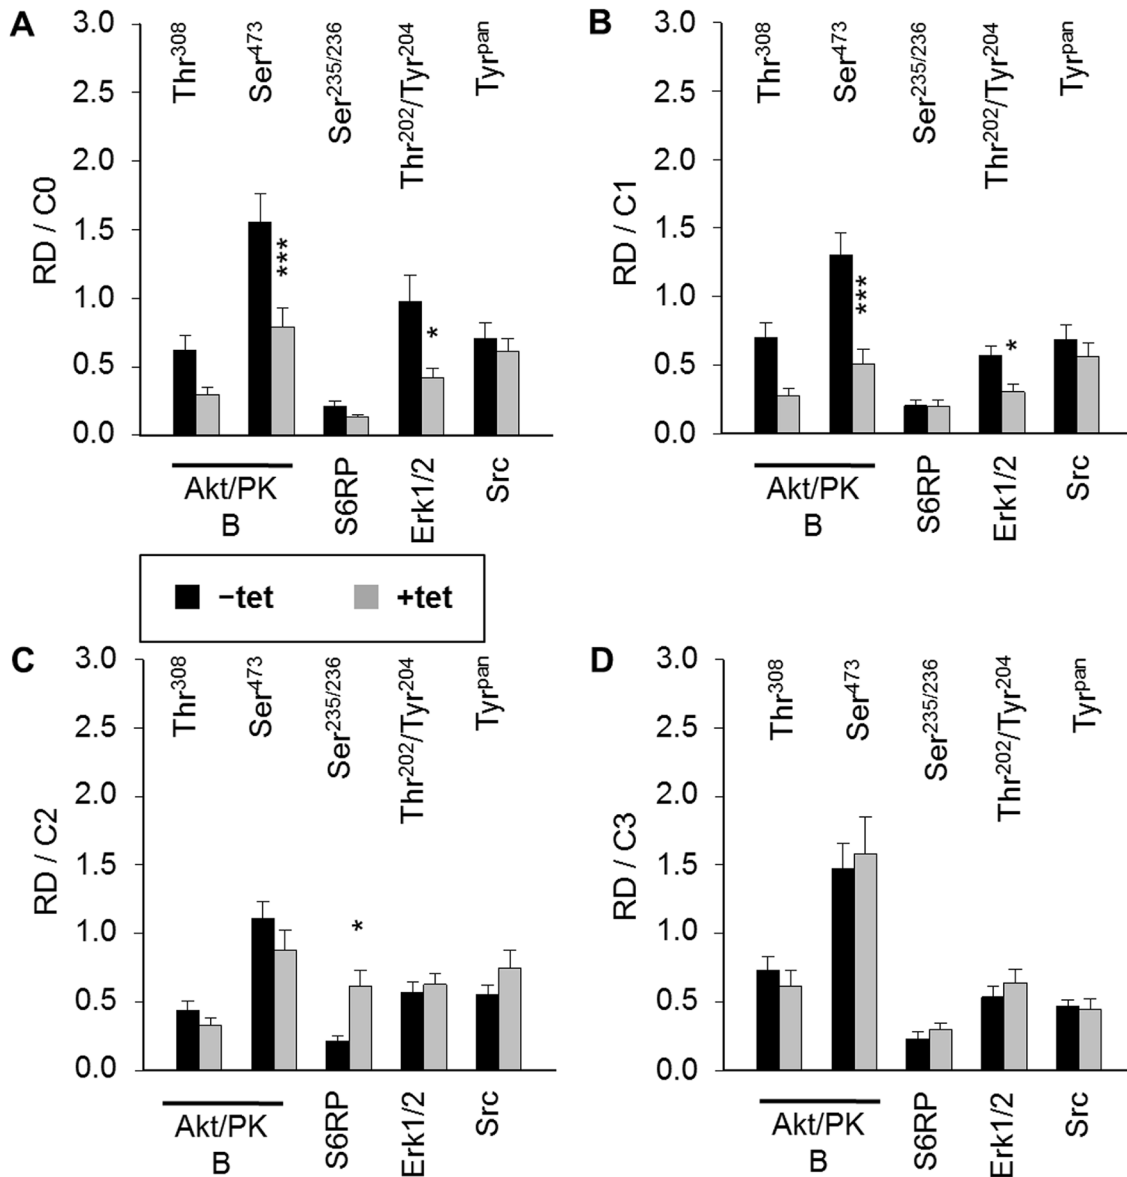 A
RD / C0
3.0
2.5
2.0
1.5
1.0
0.5
0.0
Thr³⁰⁸
Ser⁴⁷³
Ser²³⁵/²³⁶
Thr²⁰²/Tyr²⁰⁴
Tyrᵖᵃⁿ
***
*
Akt/PK
B
S6RP
Erk1/2
Src
B
RD / C1
3.0
2.5
2.0
1.5
1.0
0.5
0.0
Thr³⁰⁸
Ser⁴⁷³
Ser²³⁵/²³⁶
Thr²⁰²/Tyr²⁰⁴
Tyrᵖᵃⁿ
***
*
Akt/PK
B
S6RP
Erk1/2
Src
−tet +tet
C
RD / C2
3.0
2.5
2.0
1.5
1.0
0.5
0.0
Thr³⁰⁸
Ser⁴⁷³
Ser²³⁵/²³⁶
Thr²⁰²/Tyr²⁰⁴
Tyrᵖᵃⁿ
*
Akt/PK
B
S6RP
Erk1/2
Src
D
RD / C3
3.0
2.5
2.0
1.5
1.0
0.5
0.0
Thr³⁰⁸
Ser⁴⁷³
Ser²³⁵/²³⁶
Thr²⁰²/Tyr²⁰⁴
Tyrᵖᵃⁿ
Akt/PK
B
S6RP
Erk1/2
Src